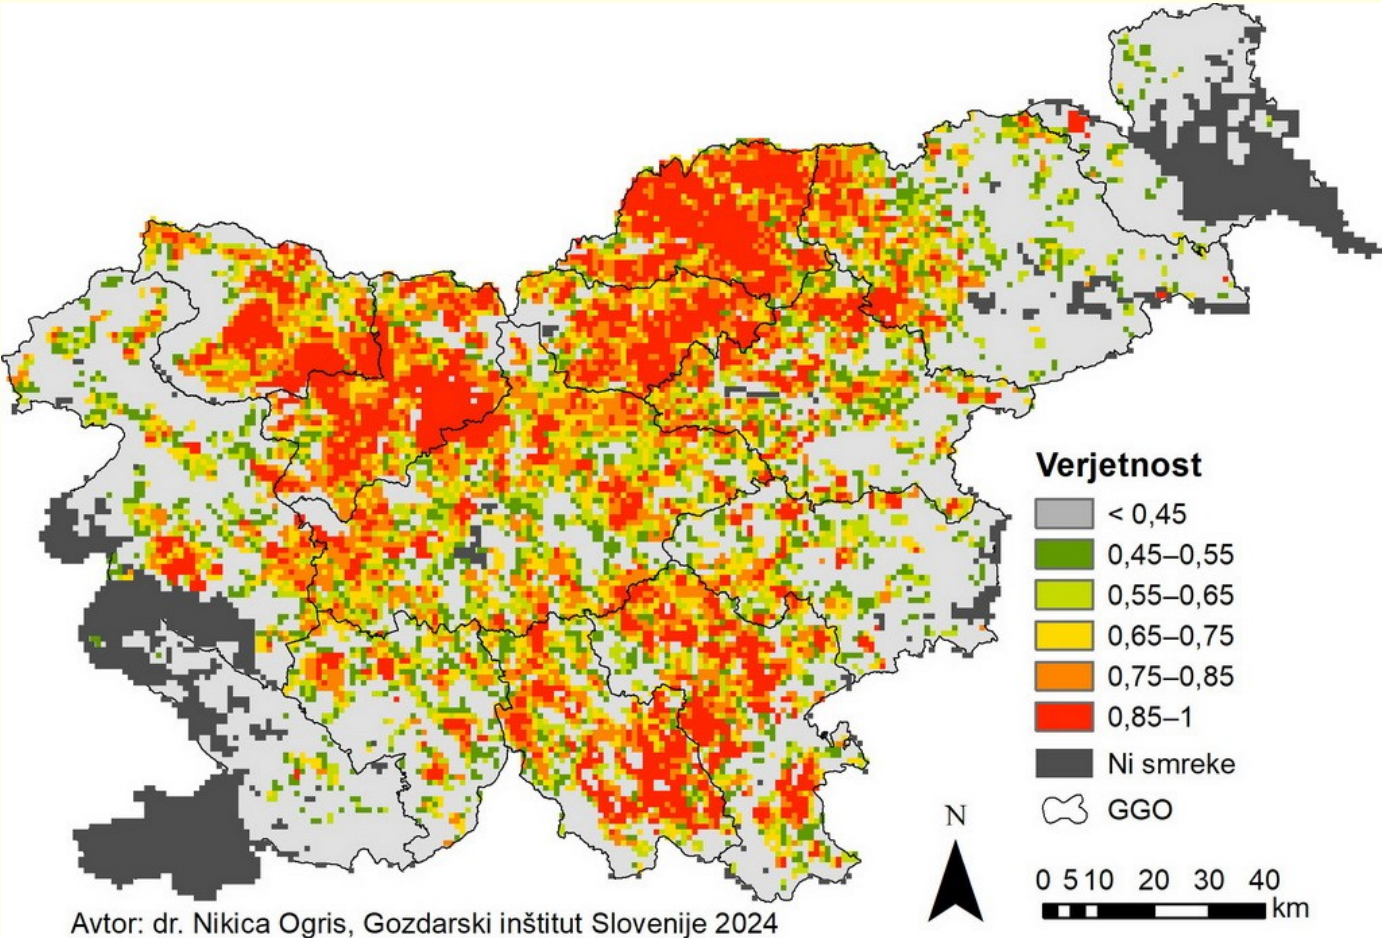 Verjetnost
< 0,45
0,45–0,55
0,55–0,65
0,65–0,75
0,75–0,85
0,85–1
Ni smreke
GGO
N
0 5 10 20 30 40
km
Avtor: dr. Nikica Ogris, Gozdarski inštitut Slovenije 2024